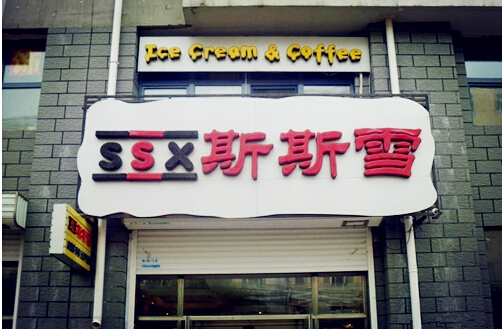 Ice Cream & Coffee
SSX 斯斯雪